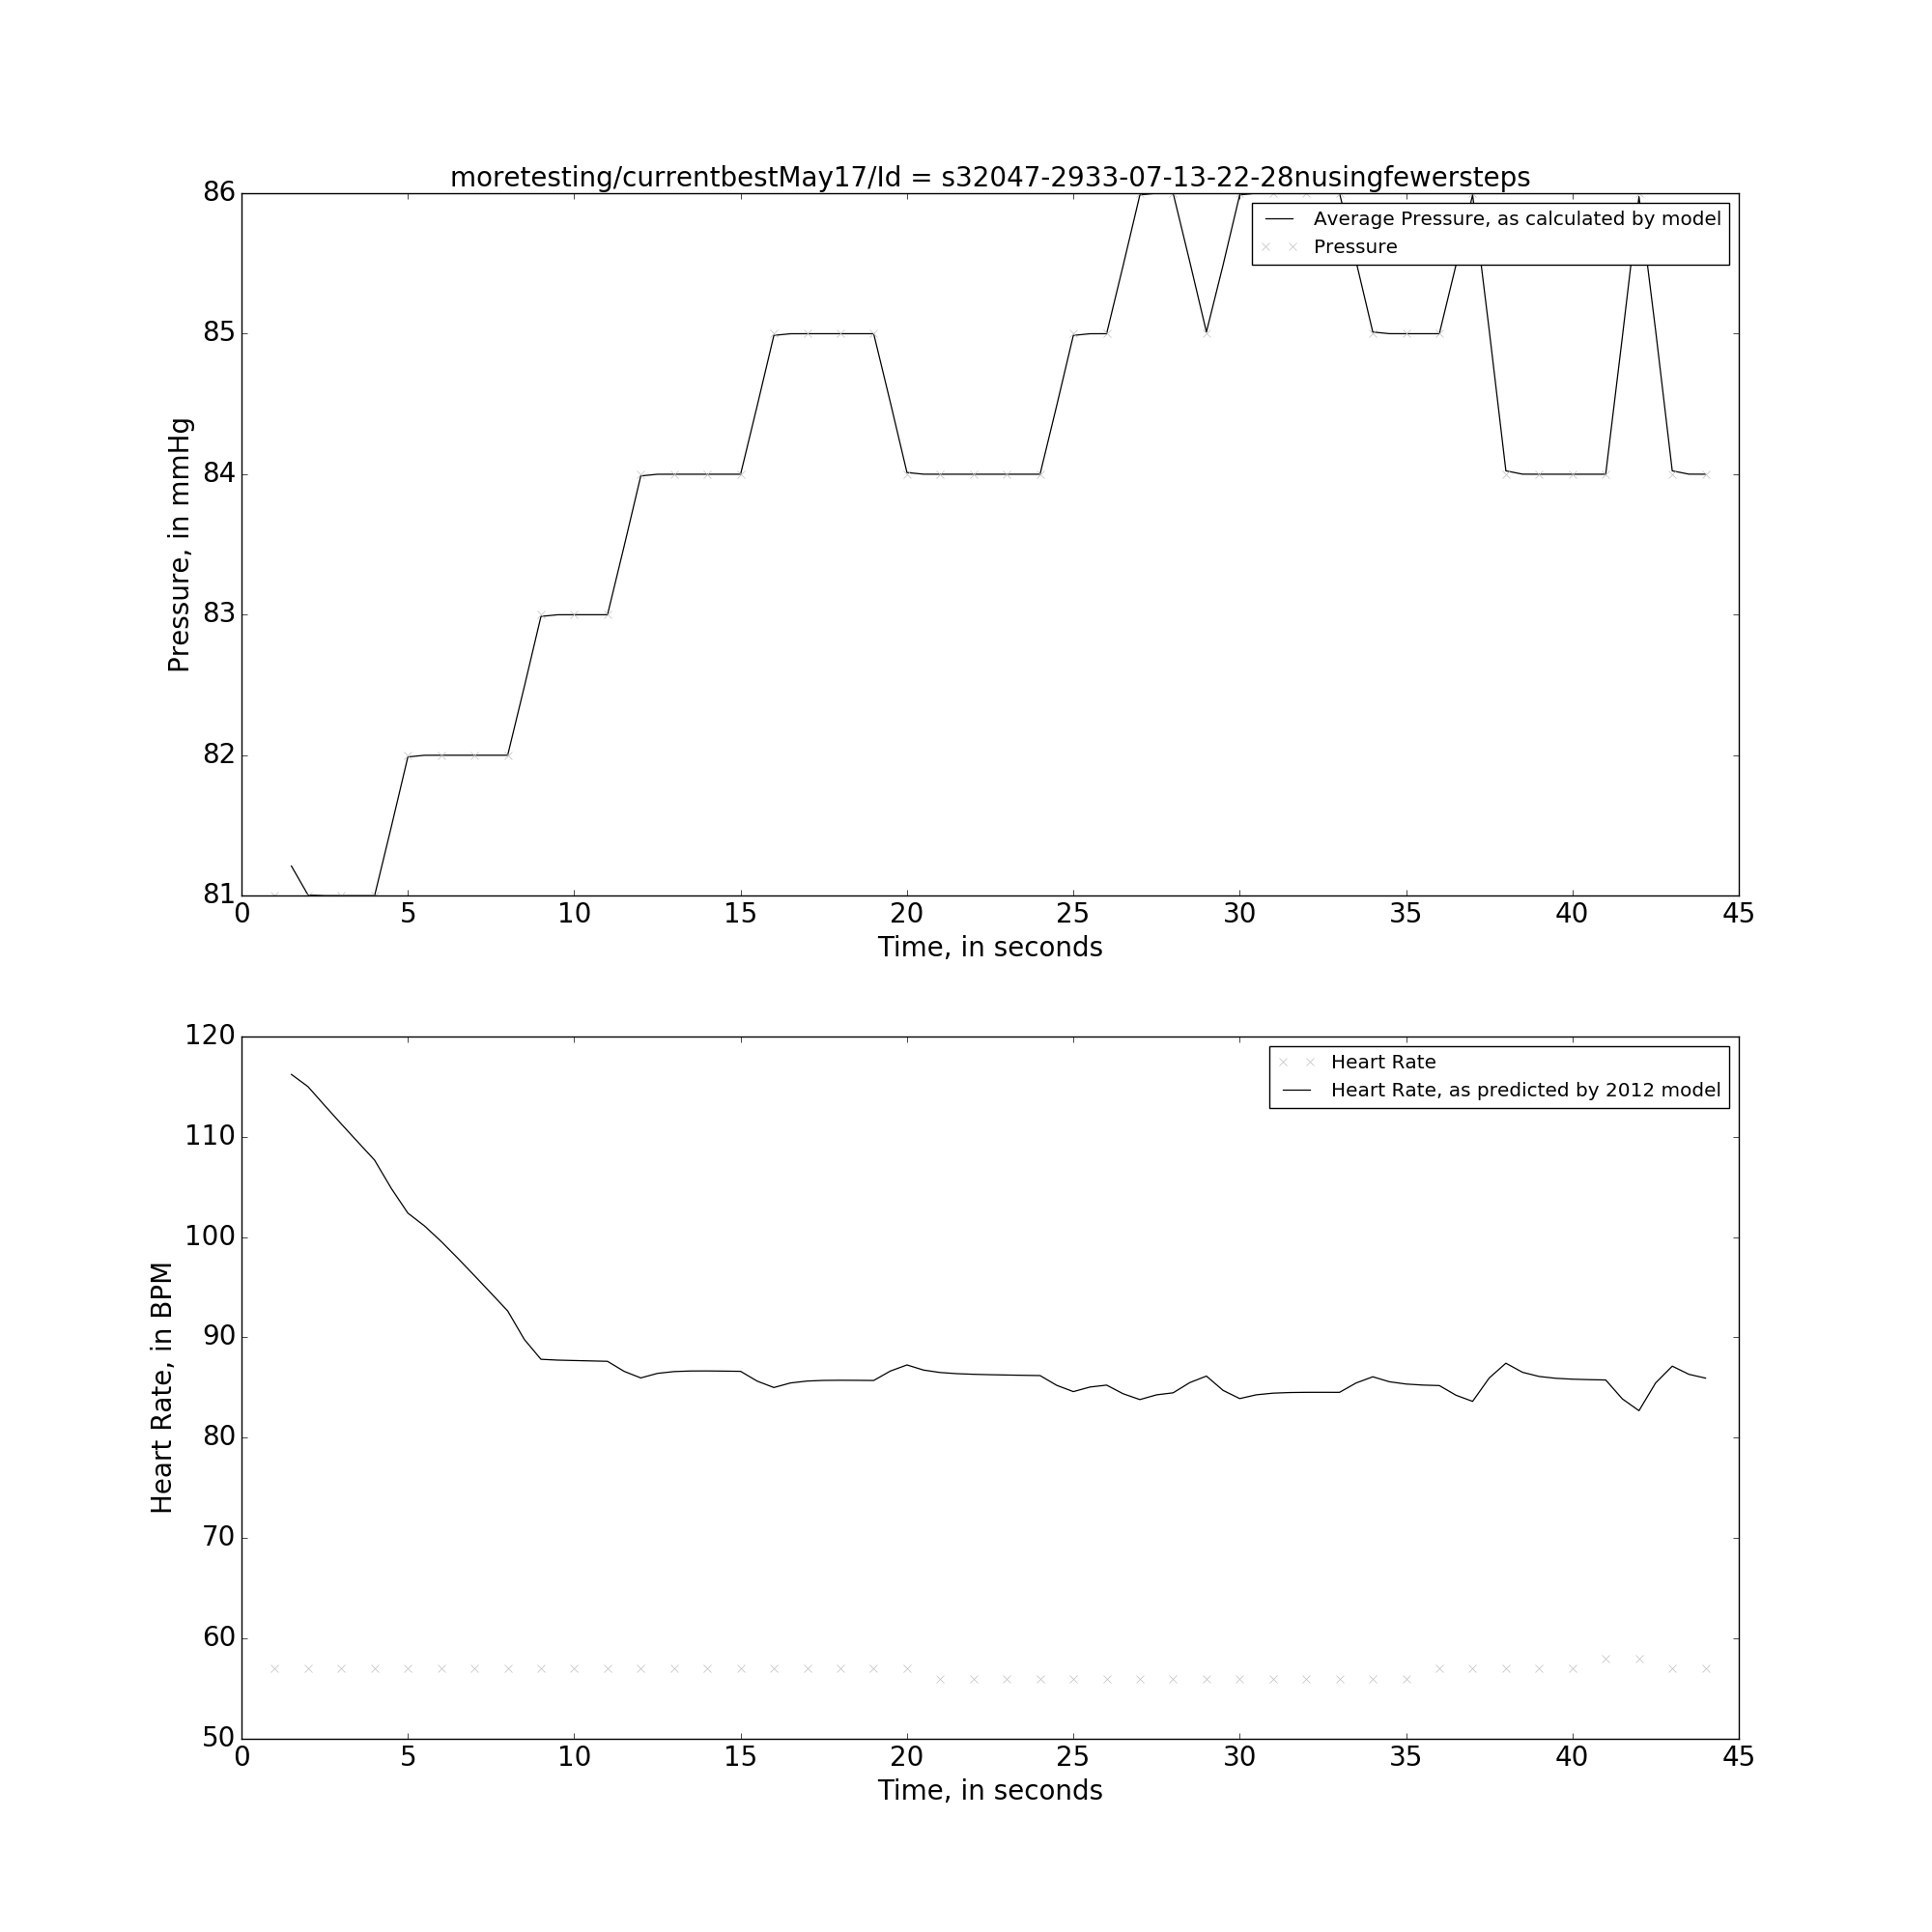 moretesting/currentbestMay17/Id = s32047-2933-07-13-22-28nusingfewersteps
86
85
84
83
82
81
Pressure, in mmHg
Average Pressure, as calculated by model
Pressure
0 5 10 15 20 25 30 35 40 45
Time, in seconds
120
110
100
90
80
70
60
50
Heart Rate, in BPM
Heart Rate
Heart Rate, as predicted by 2012 model
0 5 10 15 20 25 30 35 40 45
Time, in seconds